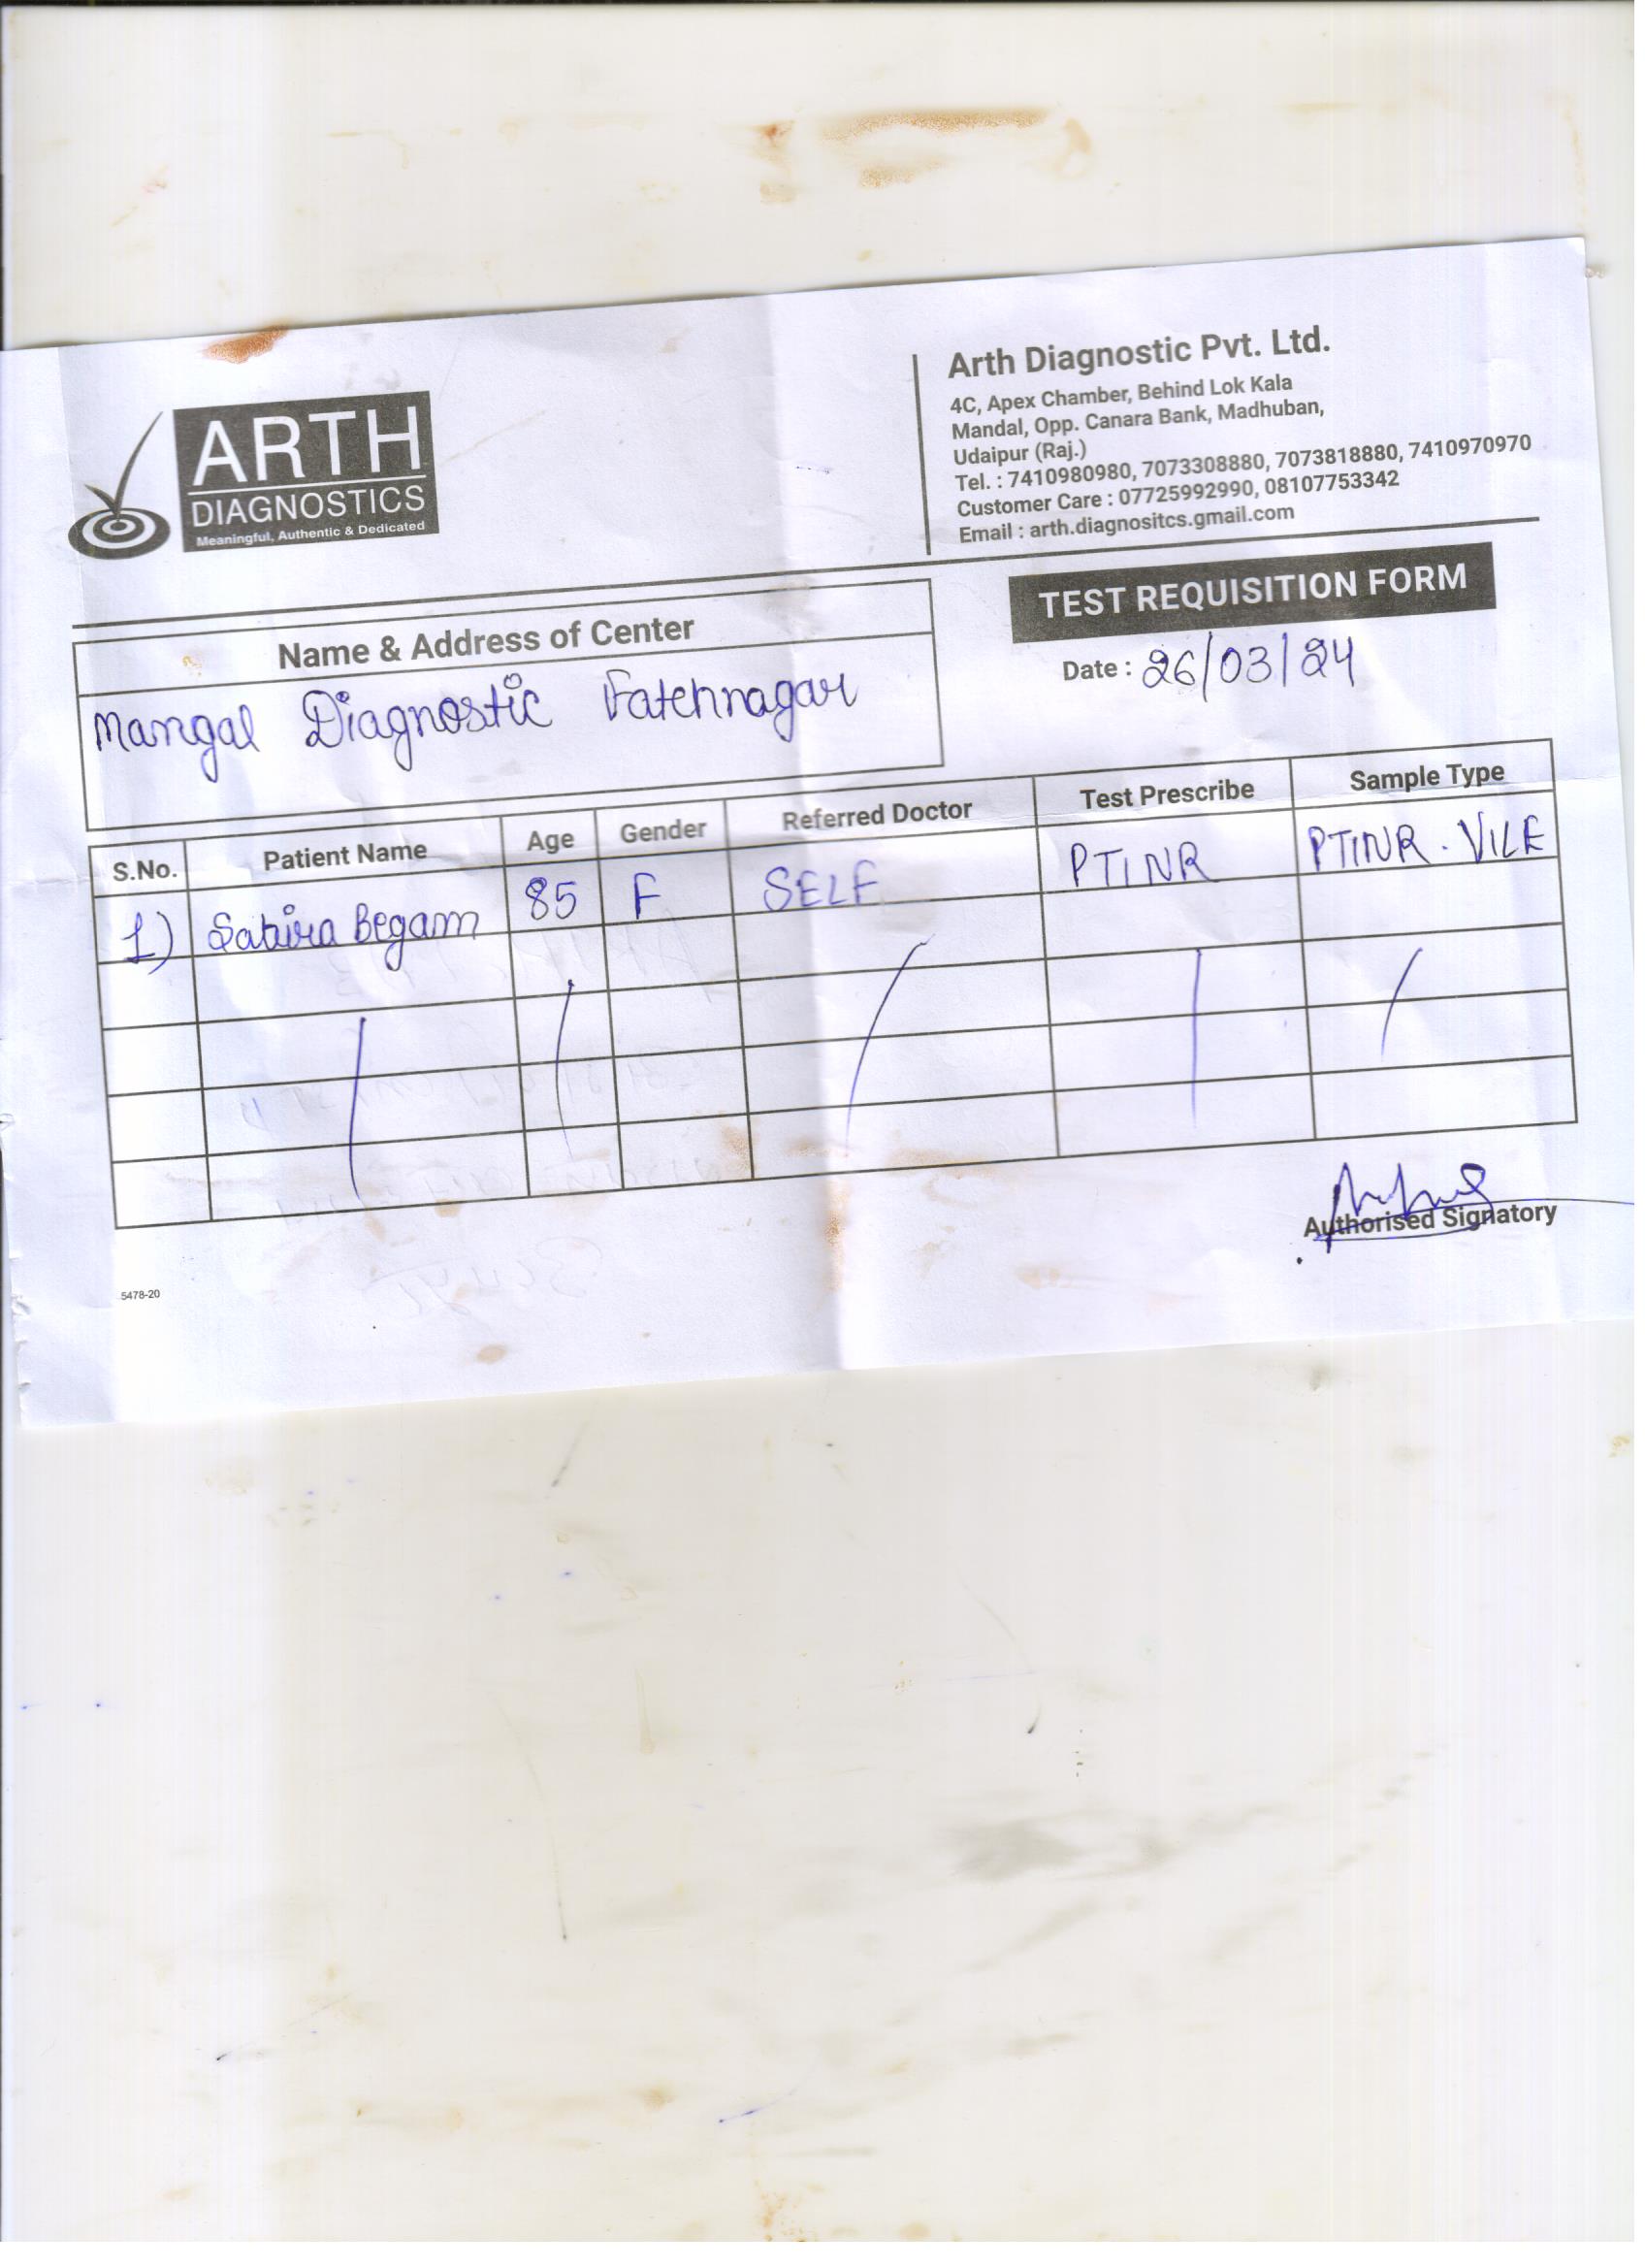 ARTH
DIAGNOSTICS
Meaningful, Authentic & Dedicated
Arth Diagnostic Pvt. Ltd.
4C, Apex Chamber, Behind Lok Kala
Mandal, Opp. Canara Bank, Madhuban,
Udaipur (Raj.)
Tel. : 7410980980, 7073308880, 7073818880, 7410970970
Customer Care : 07725992990, 08107753342
Email : arth.diagnositcs.gmail.com
TEST REQUISITION FORM
Date : 26/03/24
Name & Address of Center
Mangal Diagnostic Fatehnagar
S.No. Patient Name Age Gender Referred Doctor Test Prescribe Sample Type
1) Sabira Begam 85 F SELF PTINR PTINR. VILE
Authorised Signatory
5478-20